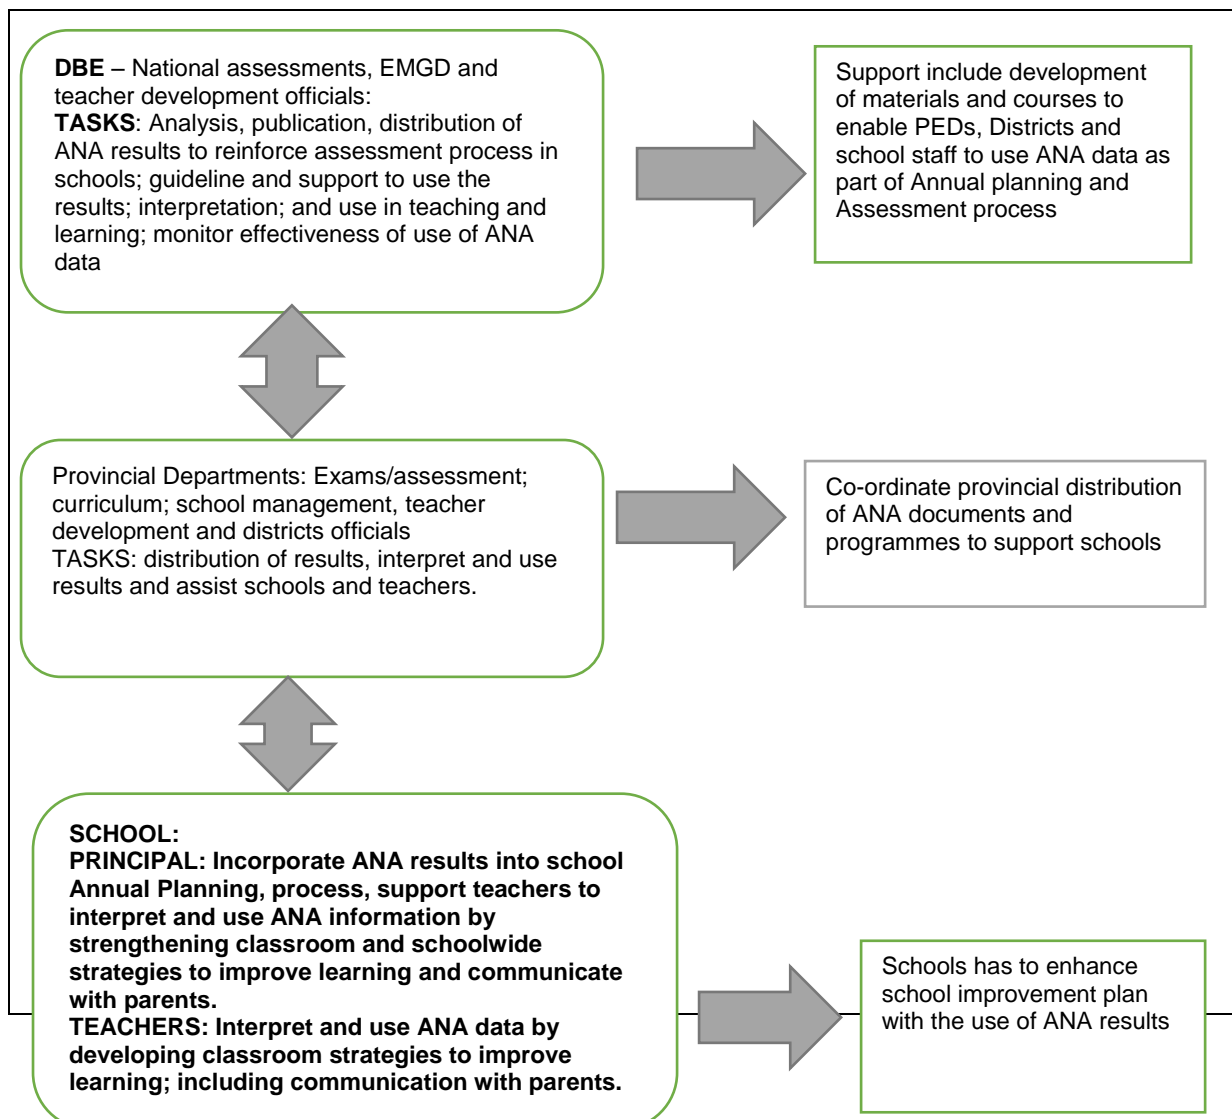 DBE – National assessments, EMGD and
teacher development officials:
TASKS: Analysis, publication, distribution of
ANA results to reinforce assessment process in
schools; guideline and support to use the
results; interpretation; and use in teaching and
learning; monitor effectiveness of use of ANA
data
Support include development
of materials and courses to
enable PEDs, Districts and
school staff to use ANA data as
part of Annual planning and
Assessment process
Provincial Departments: Exams/assessment;
curriculum; school management, teacher
development and districts officials
TASKS: distribution of results, interpret and use
results and assist schools and teachers.
Co-ordinate provincial distribution
of ANA documents and
programmes to support schools
SCHOOL:
PRINCIPAL: Incorporate ANA results into school
Annual Planning, process, support teachers to
interpret and use ANA information by
strengthening classroom and schoolwide
strategies to improve learning and communicate
with parents.
TEACHERS: Interpret and use ANA data by
developing classroom strategies to improve
learning; including communication with parents.
Schools has to enhance
school improvement plan
with the use of ANA results